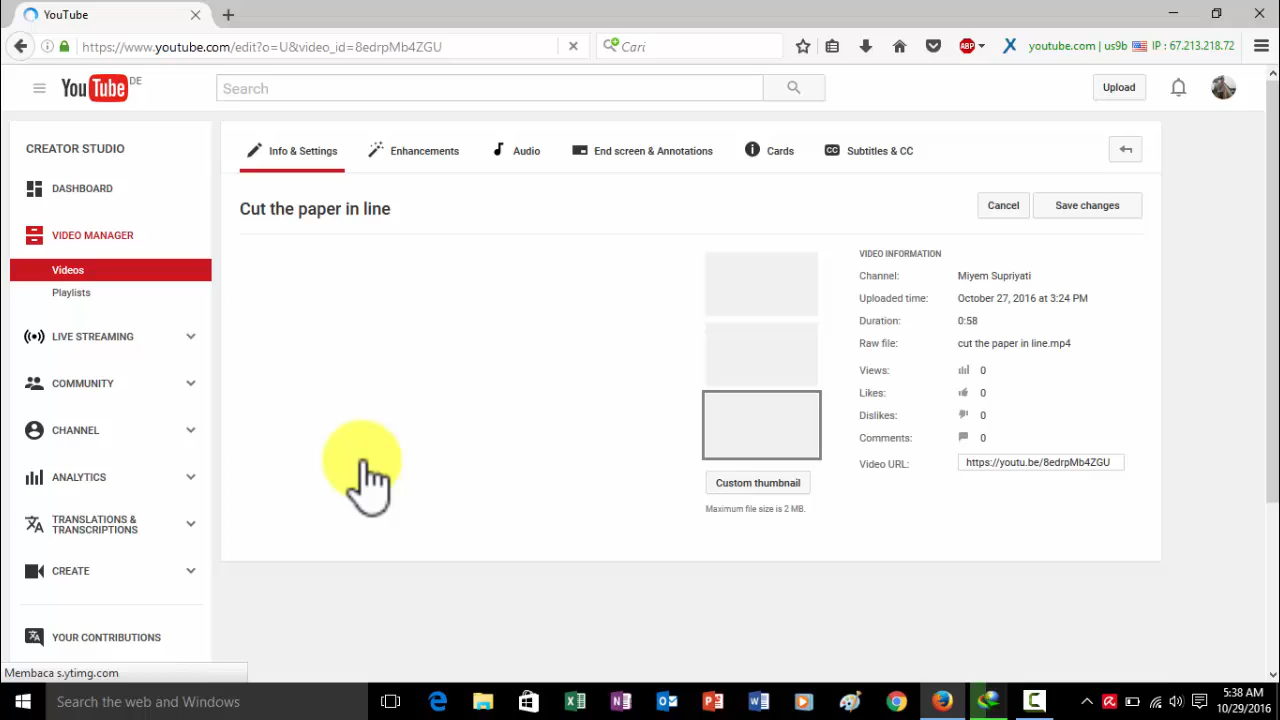 YouTube
https://www.youtube.com/edit?o=U&video_id=8edrpMb4ZGU
Cari
ABP
youtube.com | us9b IP : 67.213.218.72
YouTube DE
Search
Upload
CREATOR STUDIO
DASHBOARD
VIDEO MANAGER
Videos
Playlists
LIVE STREAMING
COMMUNITY
CHANNEL
ANALYTICS
TRANSLATIONS &
TRANSCRIPTIONS
CREATE
YOUR CONTRIBUTIONS
Info & Settings
Enhancements
Audio
End screen & Annotations
Cards
CC Subtitles & CC
Cut the paper in line
Cancel
Save changes
Custom thumbnail
Maximum file size is 2 MB.
VIDEO INFORMATION
Channel: Miyem Supriyati
Uploaded time: October 27, 2016 at 3:24 PM
Duration: 0:58
Raw file: cut the paper in line.mp4
Views: 0
Likes: 0
Dislikes: 0
Comments: 0
Video URL: https://youtu.be/8edrpMb4ZGU
Membaca s.ytimg.com
Search the web and Windows
5:38 AM
10/29/2016